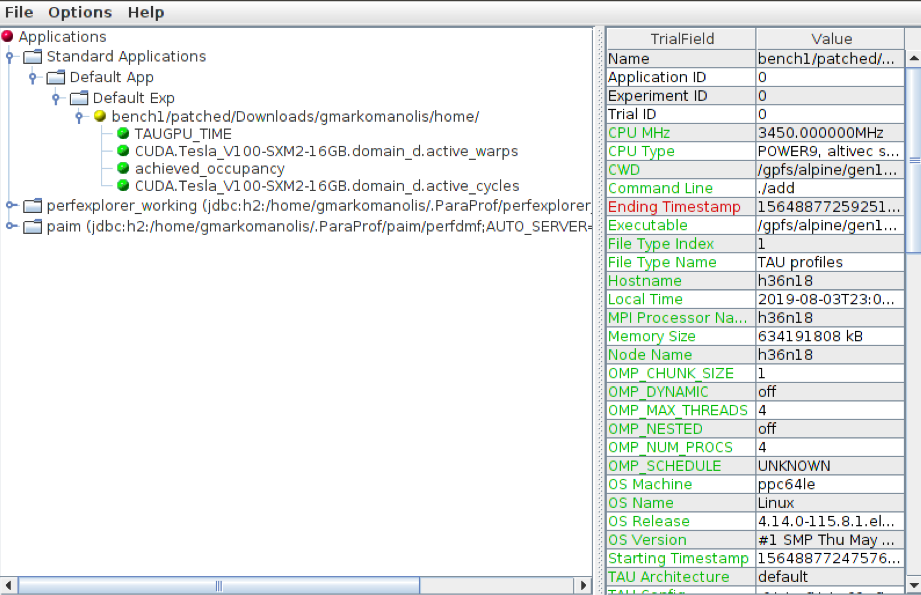 File Options Help
Applications
Standard Applications
Default App
Default Exp
bench1/patched/Downloads/gmarkomanolis/home/
TAUGPU_TIME
CUDA.Tesla_V100-SXM2-16GB.domain_d.active_warps
achieved_occupancy
CUDA.Tesla_V100-SXM2-16GB.domain_d.active_cycles
perfexplorer_working (jdbc:h2:/home/gmarkomanolis/.ParaProf/perfexplorer_
paim (jdbc:h2:/home/gmarkomanolis/.ParaProf/paim/perfdmf;AUTO_SERVER=
TrialField Value
Name bench1/patched/...
Application ID 0
Experiment ID 0
Trial ID 0
CPU MHz 3450.000000MHz
CPU Type POWER9, altivec s...
CWD /gpfs/alpine/gen1...
Command Line ./add
Ending Timestamp 15648877259251...
Executable /gpfs/alpine/gen1...
File Type Index 1
File Type Name TAU profiles
Hostname h36n18
Local Time 2019-08-03T23:0...
MPI Processor Na... h36n18
Memory Size 634191808 kB
Node Name h36n18
OMP_CHUNK_SIZE 1
OMP_DYNAMIC off
OMP_MAX_THREADS 4
OMP_NESTED off
OMP_NUM_PROCS 4
OMP_SCHEDULE UNKNOWN
OS Machine ppc64le
OS Name Linux
OS Release 4.14.0-115.8.1.el...
OS Version #1 SMP Thu May ...
Starting Timestamp 15648877247576...
TAU Architecture default